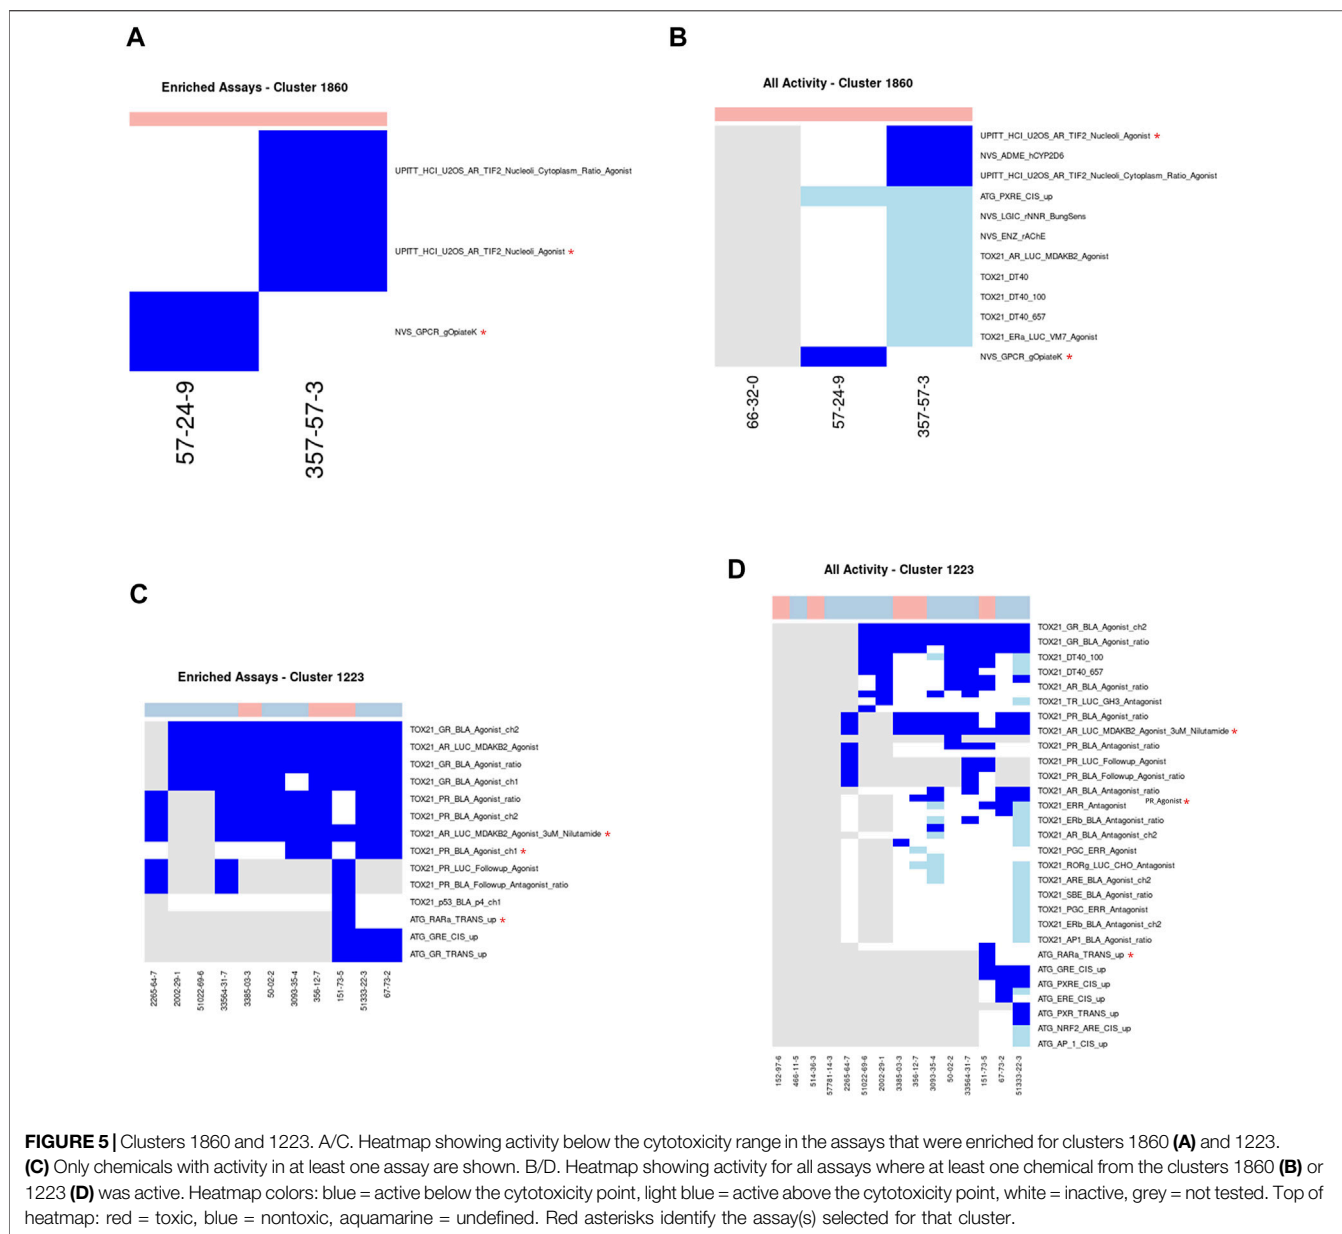 A
Enriched Assays - Cluster 1860
UPITT_HCI_U2OS_AR_TIF2_Nucleoli_Cytoplasm_Ratio_Agonist
UPITT_HCI_U2OS_AR_TIF2_Nucleoli_Agonist *
NVS_GPCR_gOpiateK *
57-24-9
357-57-3
B
All Activity - Cluster 1860
UPITT_HCI_U2OS_AR_TIF2_Nucleoli_Agonist *
NVS_ADME_hCYP2D6
UPITT_HCI_U2OS_AR_TIF2_Nucleoli_Cytoplasm_Ratio_Agonist
ATG_PXRE_CIS_up
NVS_LGIC_rNNR_BungSens
NVS_ENZ_rAChE
TOX21_AR_LUC_MDAKB2_Agonist
TOX21_DT40
TOX21_DT40_100
TOX21_DT40_657
TOX21_ERa_LUC_VM7_Agonist
NVS_GPCR_gOpiateK *
66-32-0
57-24-9
357-57-3
C
Enriched Assays - Cluster 1223
TOX21_GR_BLA_Agonist_ch2
TOX21_AR_LUC_MDAKB2_Agonist
TOX21_GR_BLA_Agonist_ratio
TOX21_GR_BLA_Agonist_ch1
TOX21_PR_BLA_Agonist_ratio
TOX21_PR_BLA_Agonist_ch2
TOX21_AR_LUC_MDAKB2_Agonist_3uM_Nilutamide *
TOX21_PR_BLA_Agonist_ch1 *
TOX21_PR_LUC_Followup_Agonist
TOX21_PR_BLA_Followup_Antagonist_ratio
TOX21_p53_BLA_p4_ch1
ATG_RARa_TRANS_up *
ATG_GRE_CIS_up
ATG_GR_TRANS_up
2265-64-7
2002-29-1
51022-69-6
33564-31-7
3385-03-3
50-02-2
3093-35-4
356-12-7
151-73-5
51333-22-3
67-73-2
D
All Activity - Cluster 1223
TOX21_GR_BLA_Agonist_ch2
TOX21_GR_BLA_Agonist_ratio
TOX21_DT40_100
TOX21_DT40_657
TOX21_AR_BLA_Agonist_ratio
TOX21_TR_LUC_GH3_Antagonist
TOX21_PR_BLA_Agonist_ratio
TOX21_AR_LUC_MDAKB2_Agonist_3uM_Nilutamide *
TOX21_PR_BLA_Antagonist_ratio
TOX21_PR_LUC_Followup_Agonist
TOX21_PR_BLA_Followup_Agonist_ratio
TOX21_AR_BLA_Antagonist_ratio
PR_Agonist *
TOX21_ERR_Antagonist
TOX21_ERb_BLA_Antagonist_ratio
TOX21_AR_BLA_Antagonist_ch2
TOX21_PGC_ERR_Agonist
TOX21_RORg_LUC_CHO_Antagonist
TOX21_ARE_BLA_Agonist_ch2
TOX21_SBE_BLA_Agonist_ratio
TOX21_PGC_ERR_Antagonist
TOX21_ERb_BLA_Antagonist_ch2
TOX21_AP1_BLA_Agonist_ratio
ATG_RARa_TRANS_up *
ATG_GRE_CIS_up
ATG_PXRE_CIS_up
ATG_ERE_CIS_up
ATG_PXR_TRANS_up
ATG_NRF2_ARE_CIS_up
ATG_AP_1_CIS_up
152-97-6
466-11-5
514-36-3
57781-14-3
2265-64-7
51022-69-6
2002-29-1
3385-03-3
356-12-7
3093-35-4
50-02-2
33564-31-7
151-73-5
67-73-2
51333-22-3
FIGURE 5 | Clusters 1860 and 1223. A/C. Heatmap showing activity below the cytotoxicity range in the assays that were enriched for clusters 1860 (A) and 1223.
(C) Only chemicals with activity in at least one assay are shown. B/D. Heatmap showing activity for all assays where at least one chemical from the clusters 1860 (B) or
1223 (D) was active. Heatmap colors: blue = active below the cytotoxicity point, light blue = active above the cytotoxicity point, white = inactive, grey = not tested. Top of
heatmap: red = toxic, blue = nontoxic, aquamarine = undefined. Red asterisks identify the assay(s) selected for that cluster.